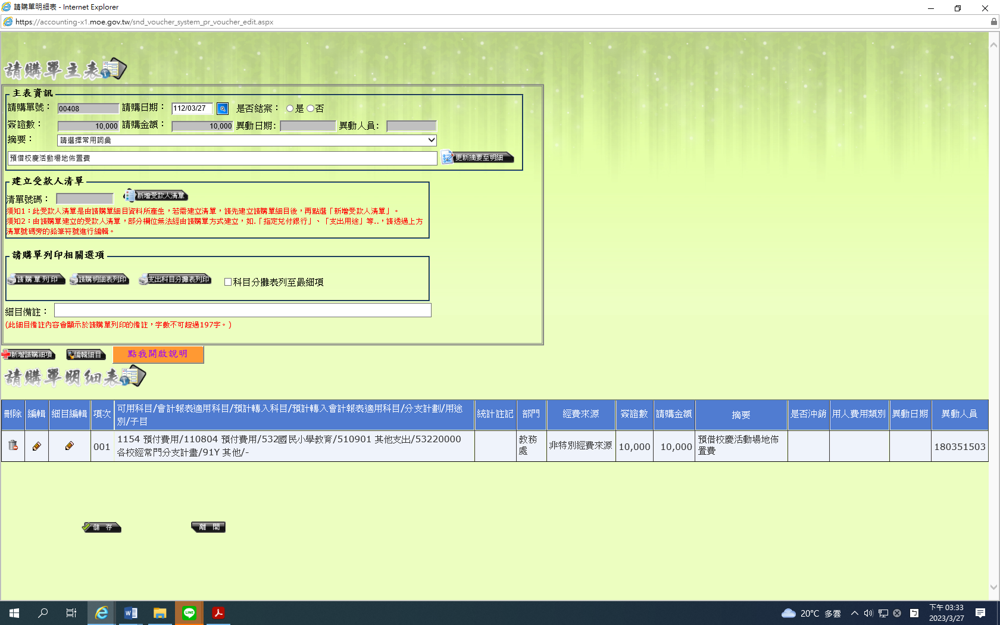 請購單明細表 - Internet Explorer
https://accounting-x1.moe.gov.tw/snd_voucher_system_pr_voucher_edit.aspx
請購單主表
主表資訊
請購單號： 00408 請購日期： 112/03/27 是否結案： 是 否
簽證數： 10,000 請購金額： 10,000 異動日期: 異動人員:
摘要： 請選擇常用詞彙
預借校慶活動場地佈置費 更新摘要至明細
建立受款人清單
清單號碼： 新增受款人清單
須知1：此受款人清單是由請購單細目資料所產生，若需建立清單，請先建立請購單細目後，再點選「新增受款人清單」。
須知2：由請購單建立的受款人清單，部分欄位無法經由請購單方式建立，如.「指定兌付銀行」、「支出用途」等..，請透過上方
清單號碼旁的鉛筆符號進行編輯。
請購單列印相關選項
請購單列印 請購明細表列印 支出科目分攤表列印 科目分攤表列至最細項
細目備註：
(此細目備註內容會顯示於請購單列印的備註，字數不可超過197字。)
新增請購細項 編輯細目 點我開啟說明
請購單明細表
刪除 編輯 細目編輯 項次 可用科目/會計報表適用科目/預計轉入科目/預計轉入會計報表適用科目/分支計劃/用途 統計註記 部門 經費來源 簽證數 請購金額 摘要 是否沖銷 用人費用類別 異動日期 異動人員
別/子目
001 1154 預付費用/110804 預付費用/532國民小學教育/510901 其他支出/53220000 教務 非特別經費來源 10,000 10,000 預借校慶活動場地佈 180351503
各校經常門分支計畫/91Y 其他/- 處 置費
儲 存 離 開
20°C 多雲 下午 03:33
2023/3/27